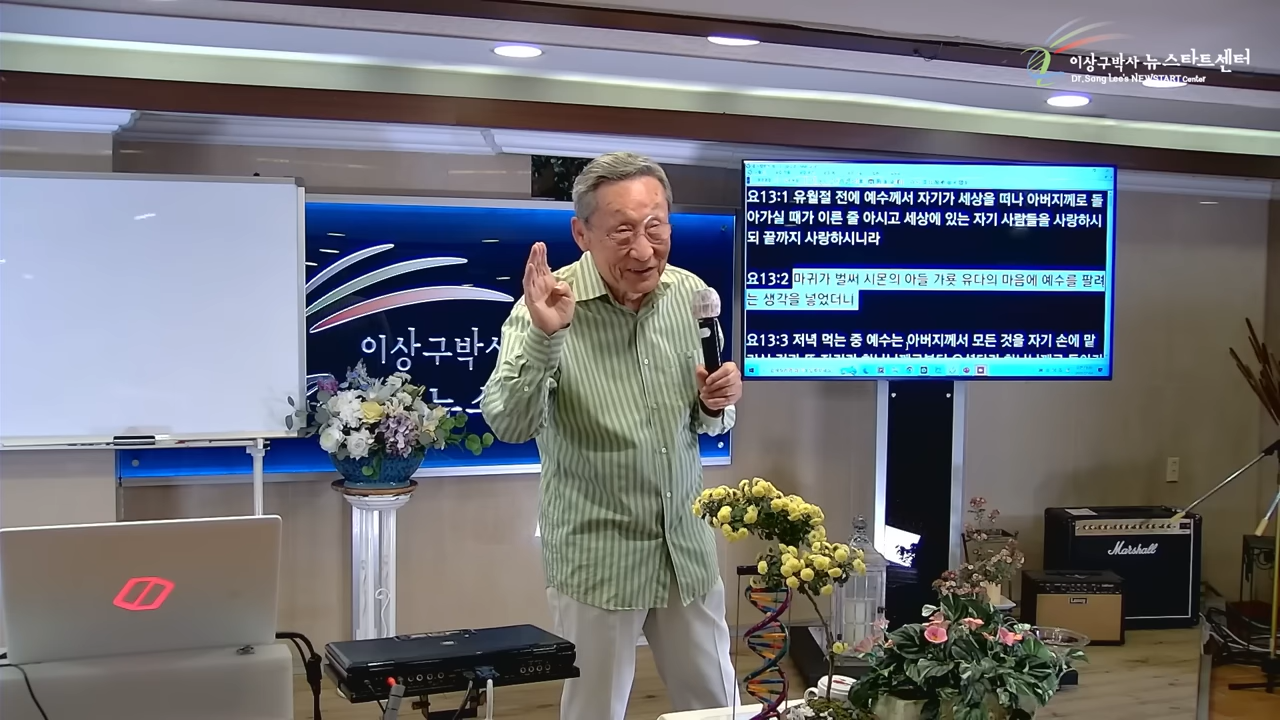 이상구박사 뉴스타트센터
Dr. Sang Lee's NEWSTART Center
요13:1 유월절 전에 예수께서 자기가 세상을 떠나 아버지께로 돌
아가실 때가 이른 줄 아시고 세상에 있는 자기 사람들을 사랑하시
되 끝까지 사랑하시니라
요13:2 마귀가 벌써 시몬의 아들 가룟 유다의 마음에 예수를 팔려
는 생각을 넣었더니
요13:3 저녁 먹는 중 예수는 아버지께서 모든 것을 자기 손에 맡
이상구박사
뉴스
Marshall
Laney